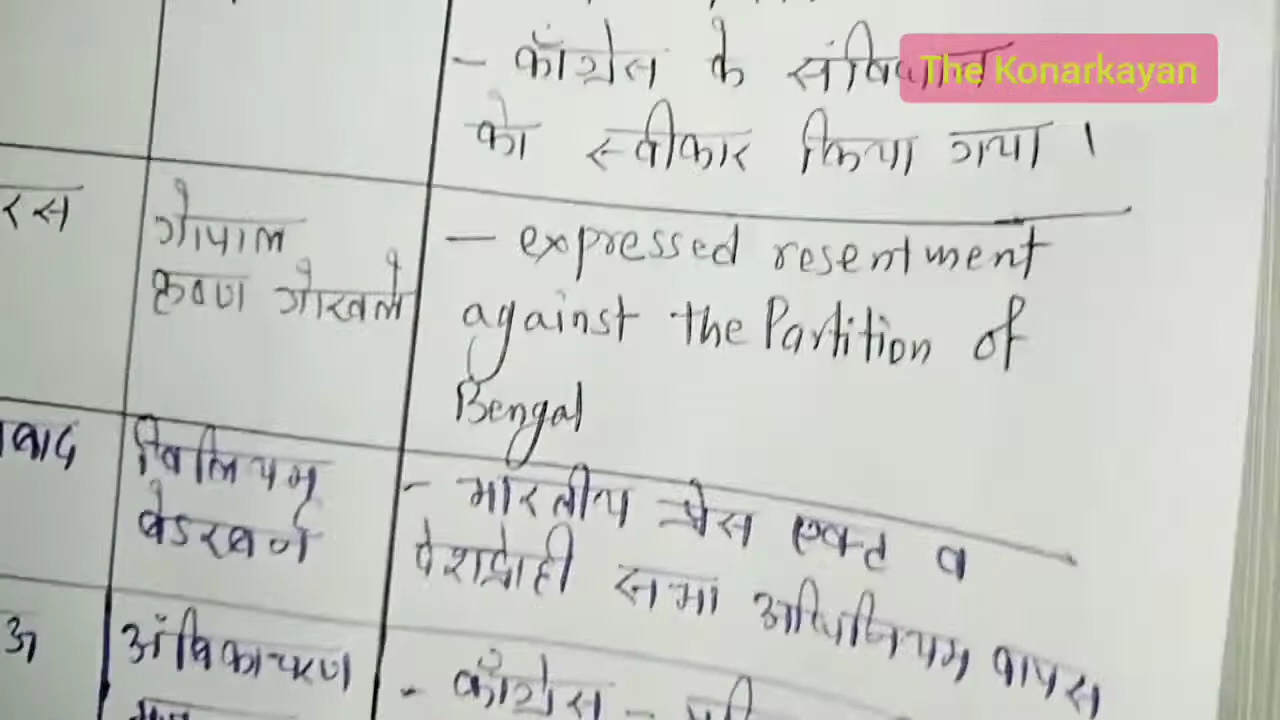 The Konarkayan
- काँग्रेस के संविधान
को स्वीकार किया गया ।
रस
गोपाल
कृष्ण गोखले
- expressed resentment
against the Partition of
Bengal
बाद
विलियम
वेडरबर्न
- भारतीय प्रेस एक्ट व
देशद्रोही सभा अधिनियम वापस
अंबिकाचरण
- काँग्रेस -